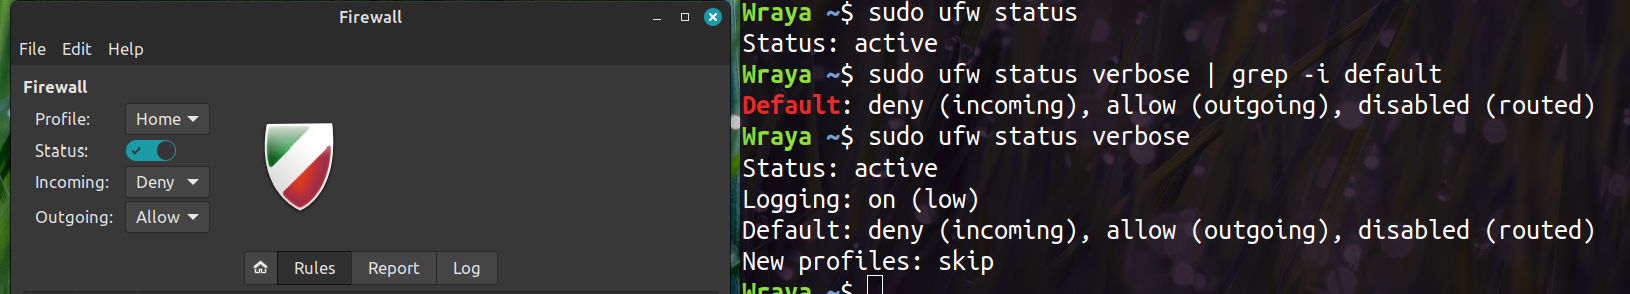 Firewall
File Edit Help
Firewall
Profile: Home
Status:
Incoming: Deny
Outgoing: Allow
Rules Report Log
Wraya ~$ sudo ufw status
Status: active
Wraya ~$ sudo ufw status verbose | grep -i default
Default: deny (incoming), allow (outgoing), disabled (routed)
Wraya ~$ sudo ufw status verbose
Status: active
Logging: on (low)
Default: deny (incoming), allow (outgoing), disabled (routed)
New profiles: skip
Wraya ~$